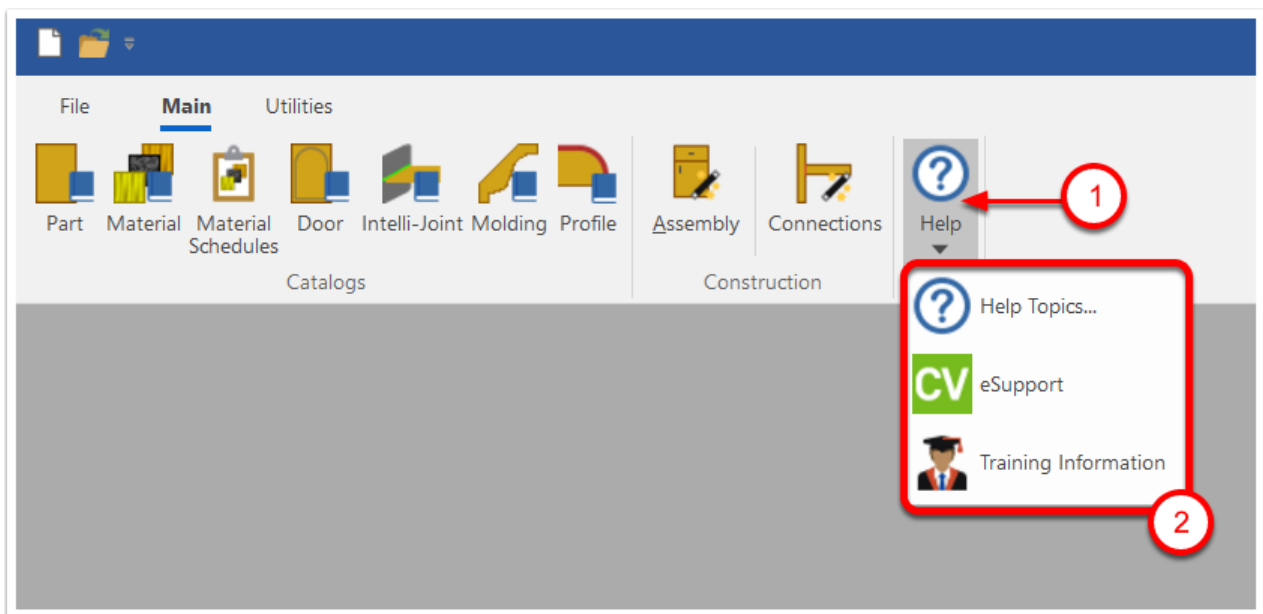 File Main Utilities
Part Material Material Schedules Door Intelli-Joint Molding Profile Assembly Connections Help
Catalogs Construction
1
Help Topics...
CV eSupport
Training Information
2